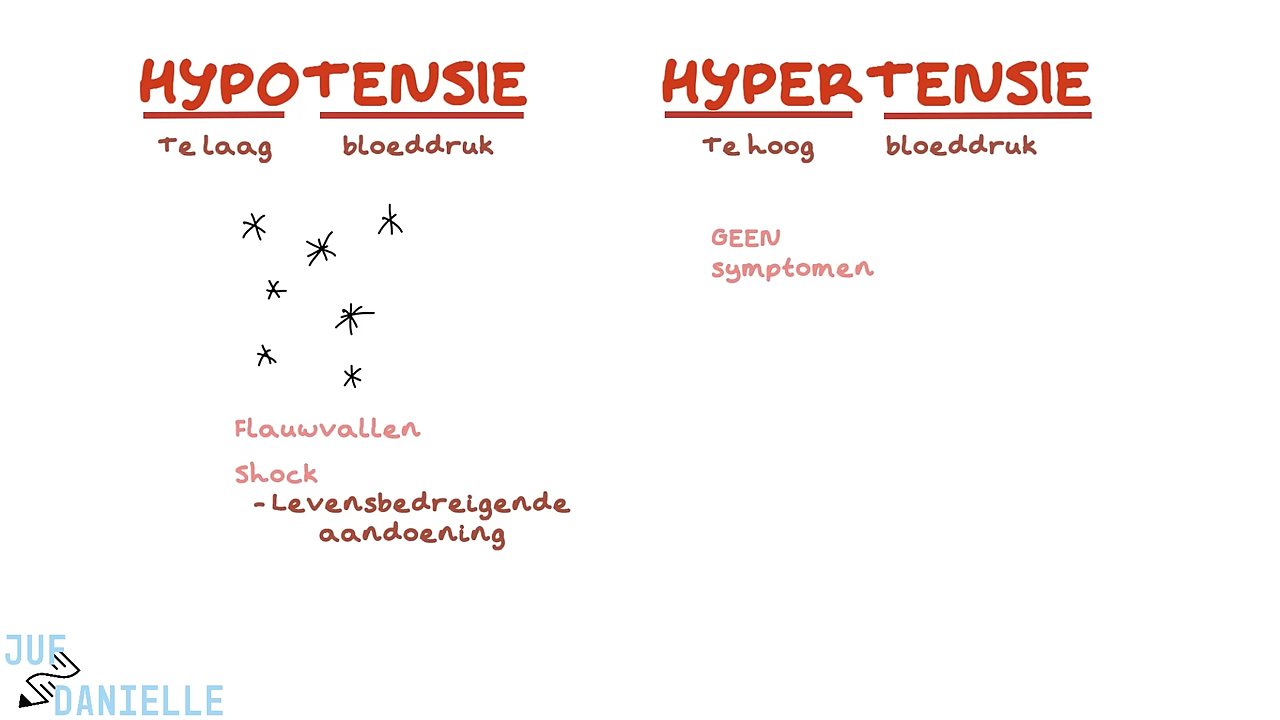 HYPOTENSIE
Te laag bloeddruk
Flauwvallen
Shock
- Levensbedreigende
aandoening
HYPERTENSIE
Te hoog bloeddruk
GEEN
symptomen
JUF
DANIELLE